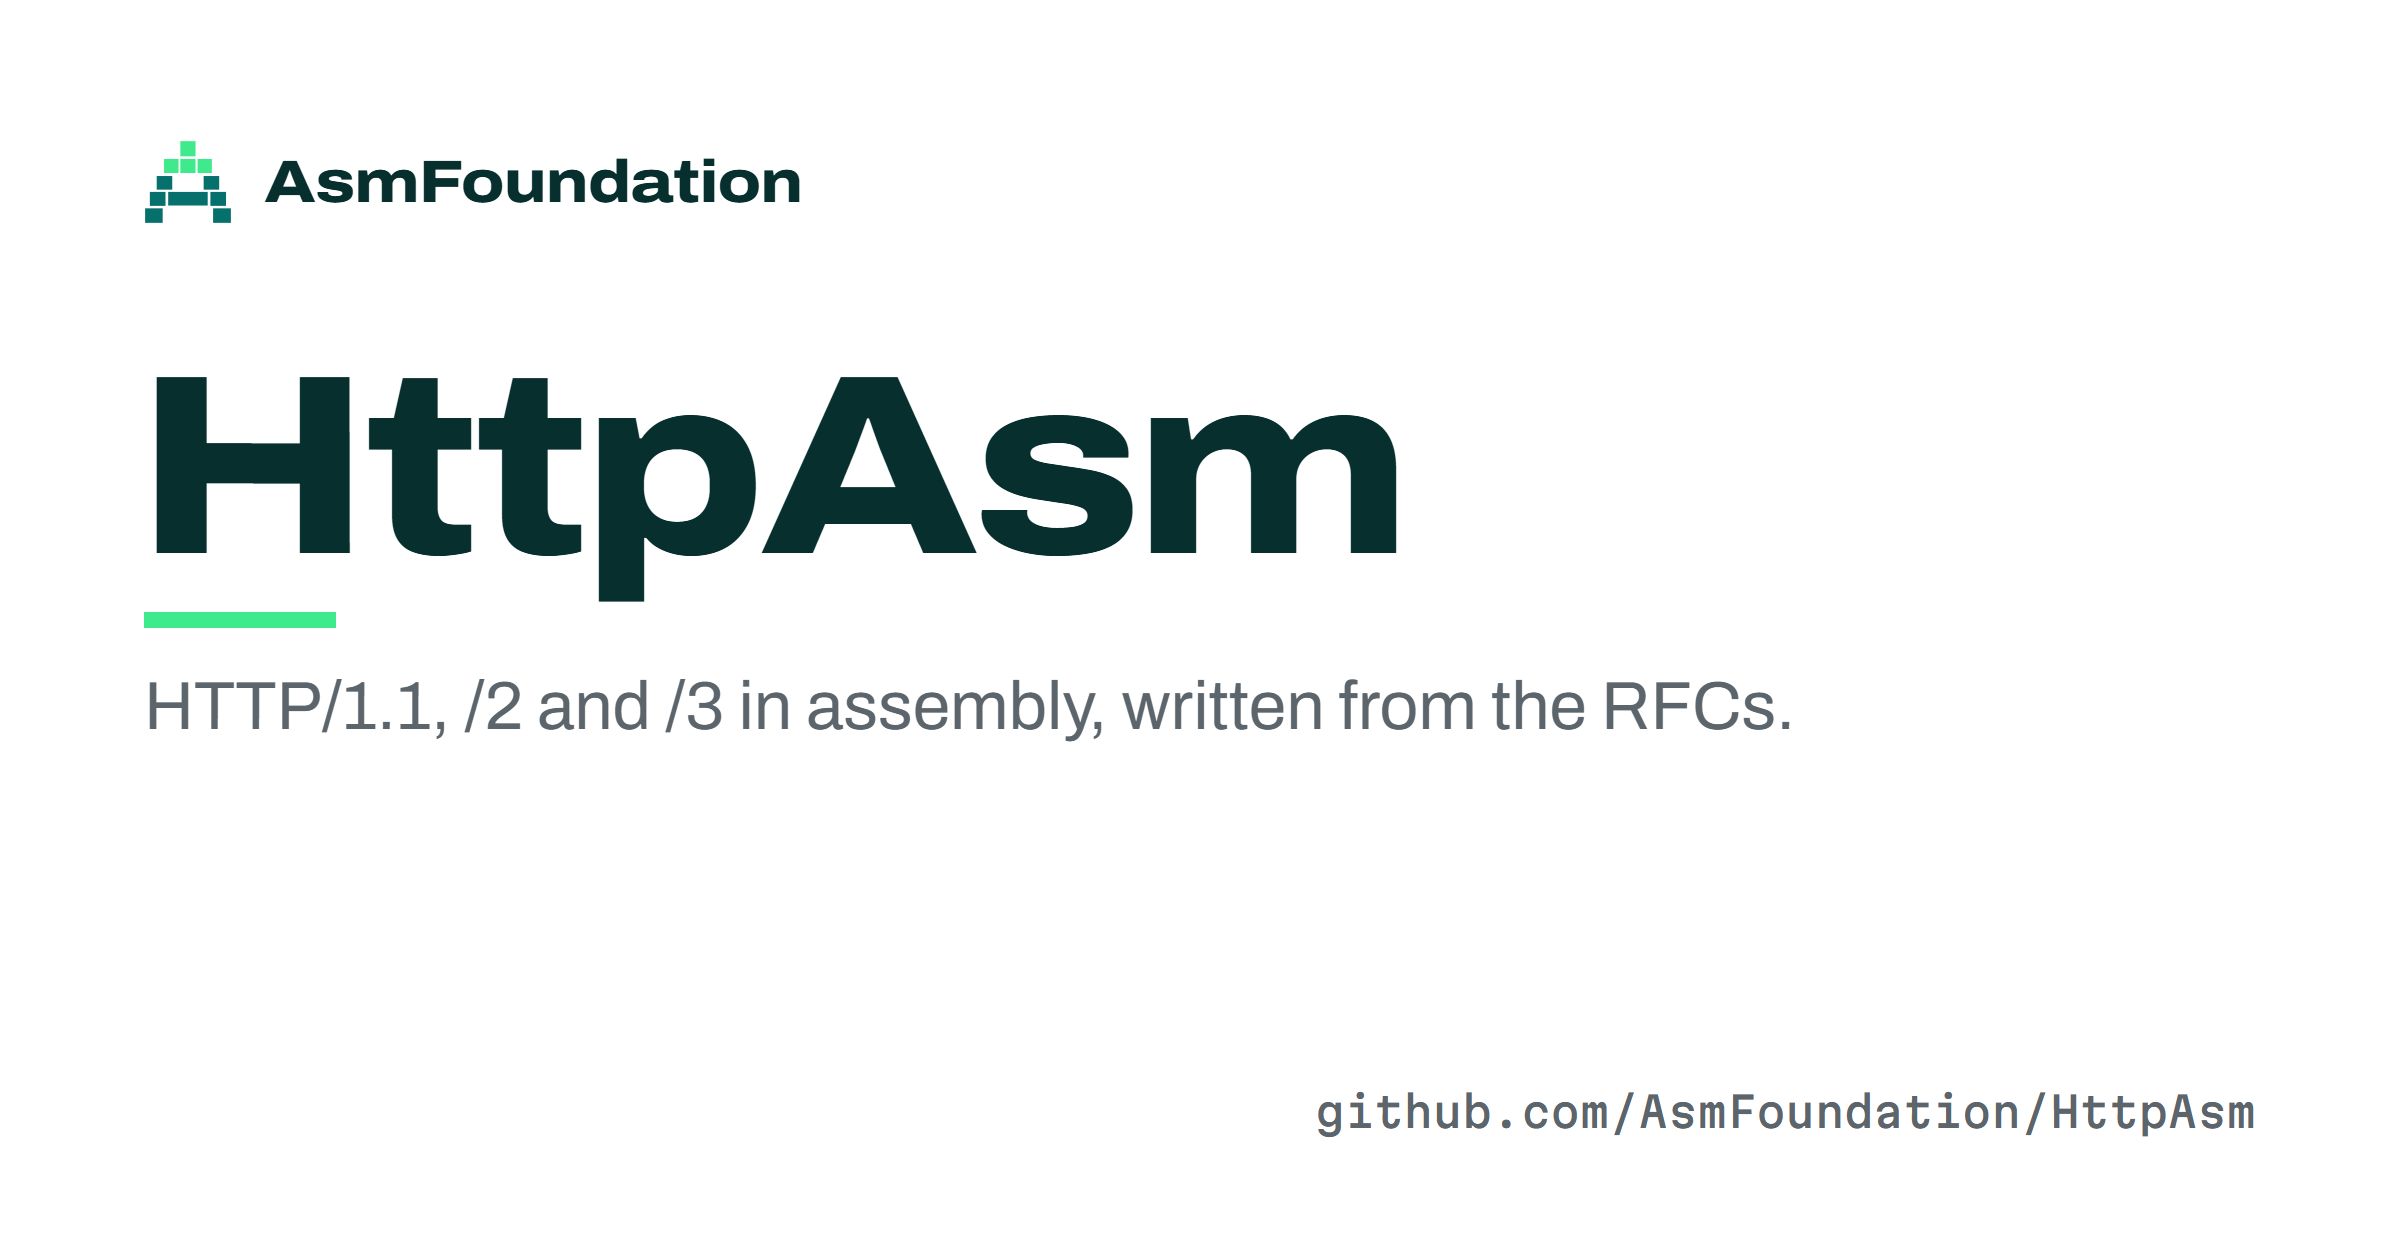 AsmFoundation
HttpAsm
HTTP/1.1, /2 and /3 in assembly, written from the RFCs.
github.com/AsmFoundation/HttpAsm